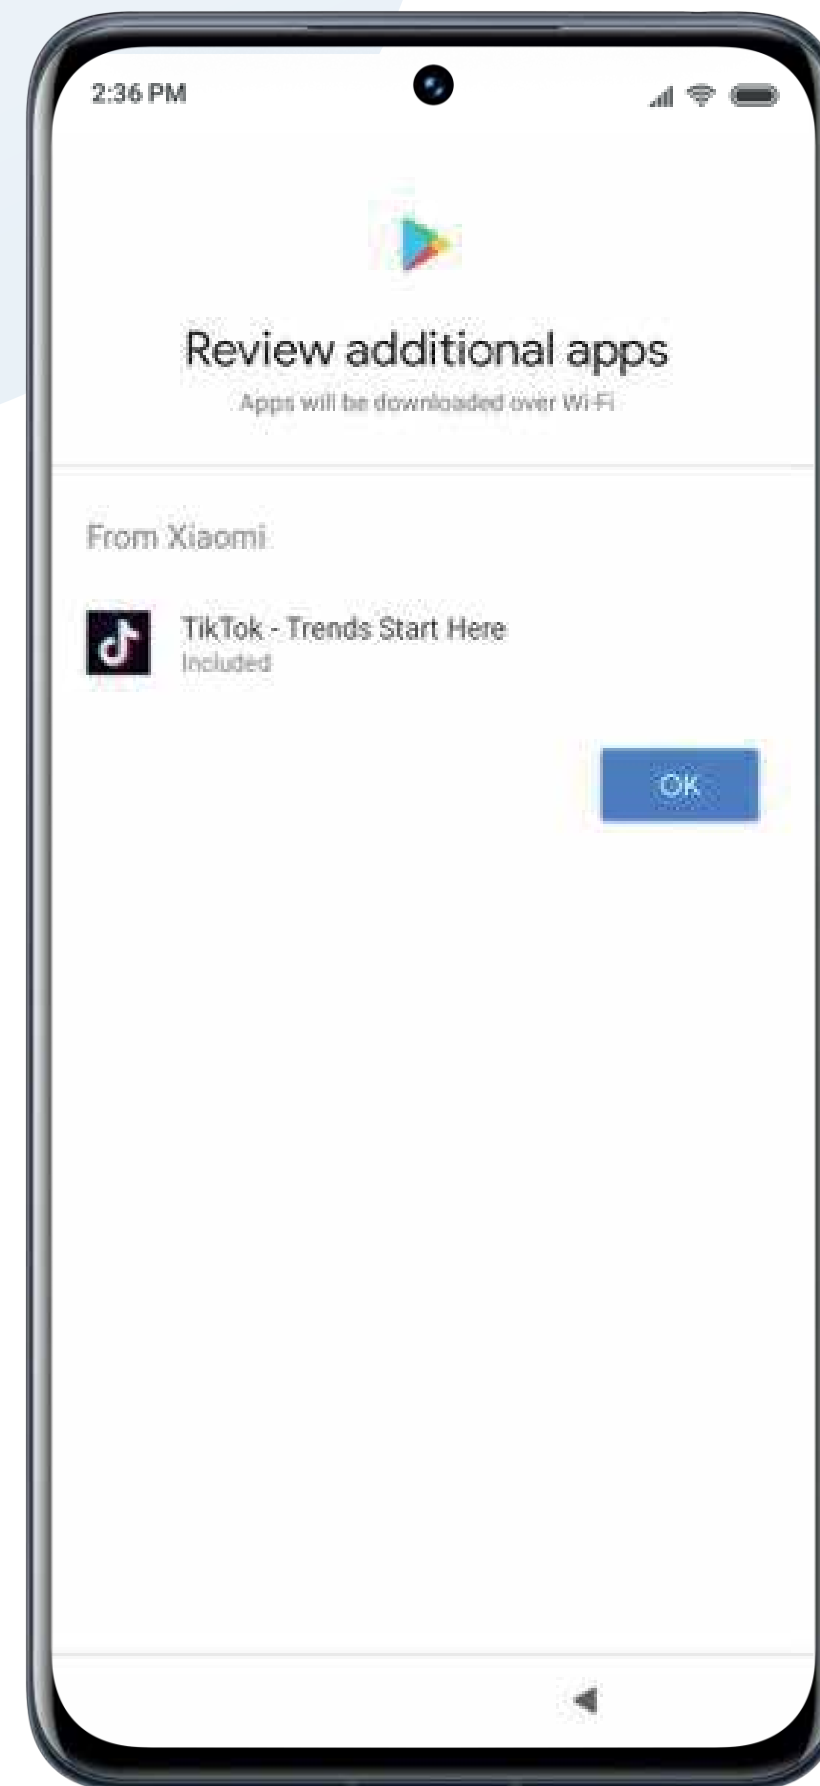 2:36 PM
Review additional apps
Apps will be downloaded over Wi-Fi
From Xiaomi
TikTok - Trends Start Here
Included
OK